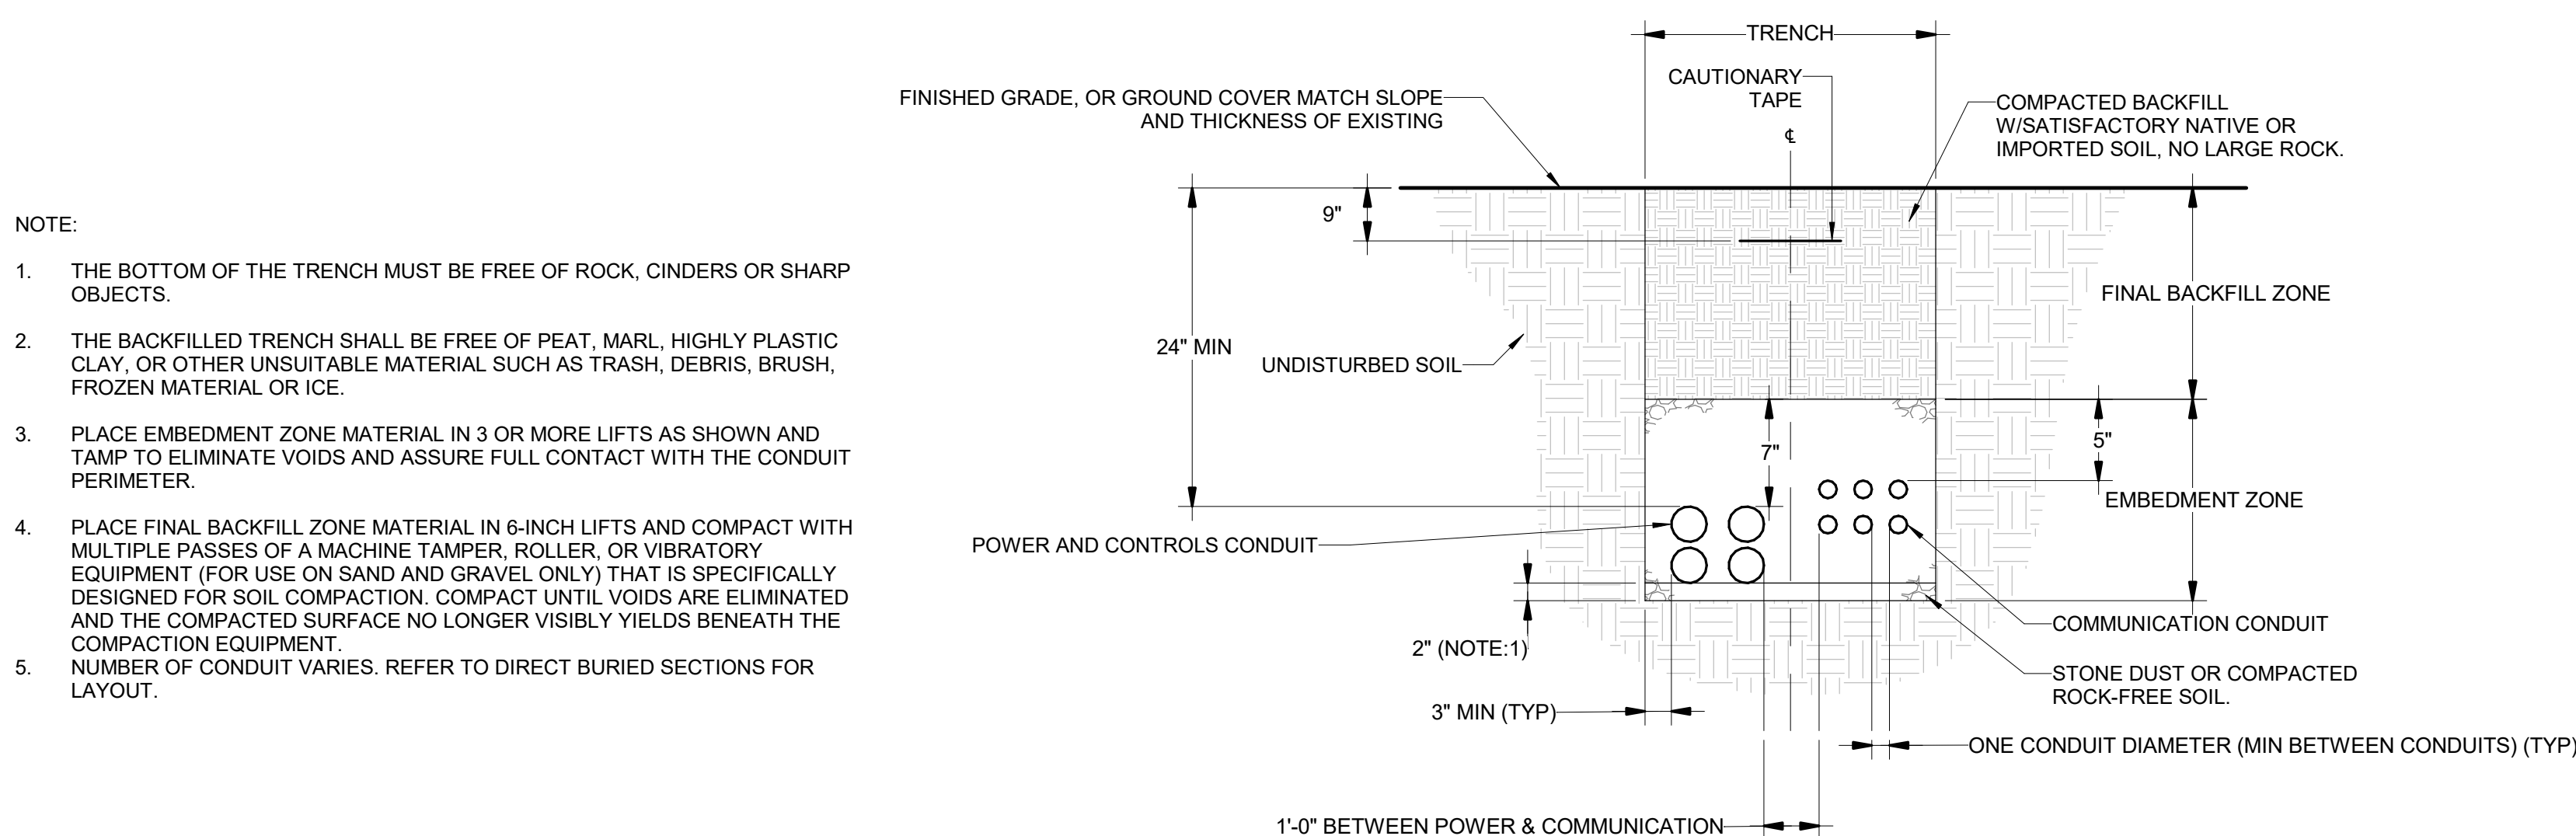 NOTE:
1. THE BOTTOM OF THE TRENCH MUST BE FREE OF ROCK, CINDERS OR SHARP
OBJECTS.
2. THE BACKFILLED TRENCH SHALL BE FREE OF PEAT, MARL, HIGHLY PLASTIC
CLAY, OR OTHER UNSUITABLE MATERIAL SUCH AS TRASH, DEBRIS, BRUSH,
FROZEN MATERIAL OR ICE.
3. PLACE EMBEDMENT ZONE MATERIAL IN 3 OR MORE LIFTS AS SHOWN AND
TAMP TO ELIMINATE VOIDS AND ASSURE FULL CONTACT WITH THE CONDUIT
PERIMETER.
4. PLACE FINAL BACKFILL ZONE MATERIAL IN 6-INCH LIFTS AND COMPACT WITH
MULTIPLE PASSES OF A MACHINE TAMPER, ROLLER, OR VIBRATORY
EQUIPMENT (FOR USE ON SAND AND GRAVEL ONLY) THAT IS SPECIFICALLY
DESIGNED FOR SOIL COMPACTION. COMPACT UNTIL VOIDS ARE ELIMINATED
AND THE COMPACTED SURFACE NO LONGER VISIBLY YIELDS BENEATH THE
COMPACTION EQUIPMENT.
5. NUMBER OF CONDUIT VARIES. REFER TO DIRECT BURIED SECTIONS FOR
LAYOUT.
TRENCH
CAUTIONARY
TAPE
℄
FINISHED GRADE, OR GROUND COVER MATCH SLOPE
AND THICKNESS OF EXISTING
COMPACTED BACKFILL
W/SATISFACTORY NATIVE OR
IMPORTED SOIL, NO LARGE ROCK.
9"
24" MIN
UNDISTURBED SOIL
FINAL BACKFILL ZONE
7"
5"
EMBEDMENT ZONE
POWER AND CONTROLS CONDUIT
COMMUNICATION CONDUIT
2" (NOTE:1)
STONE DUST OR COMPACTED
ROCK-FREE SOIL.
3" MIN (TYP)
ONE CONDUIT DIAMETER (MIN BETWEEN CONDUITS) (TYP)
1'-0" BETWEEN POWER & COMMUNICATION